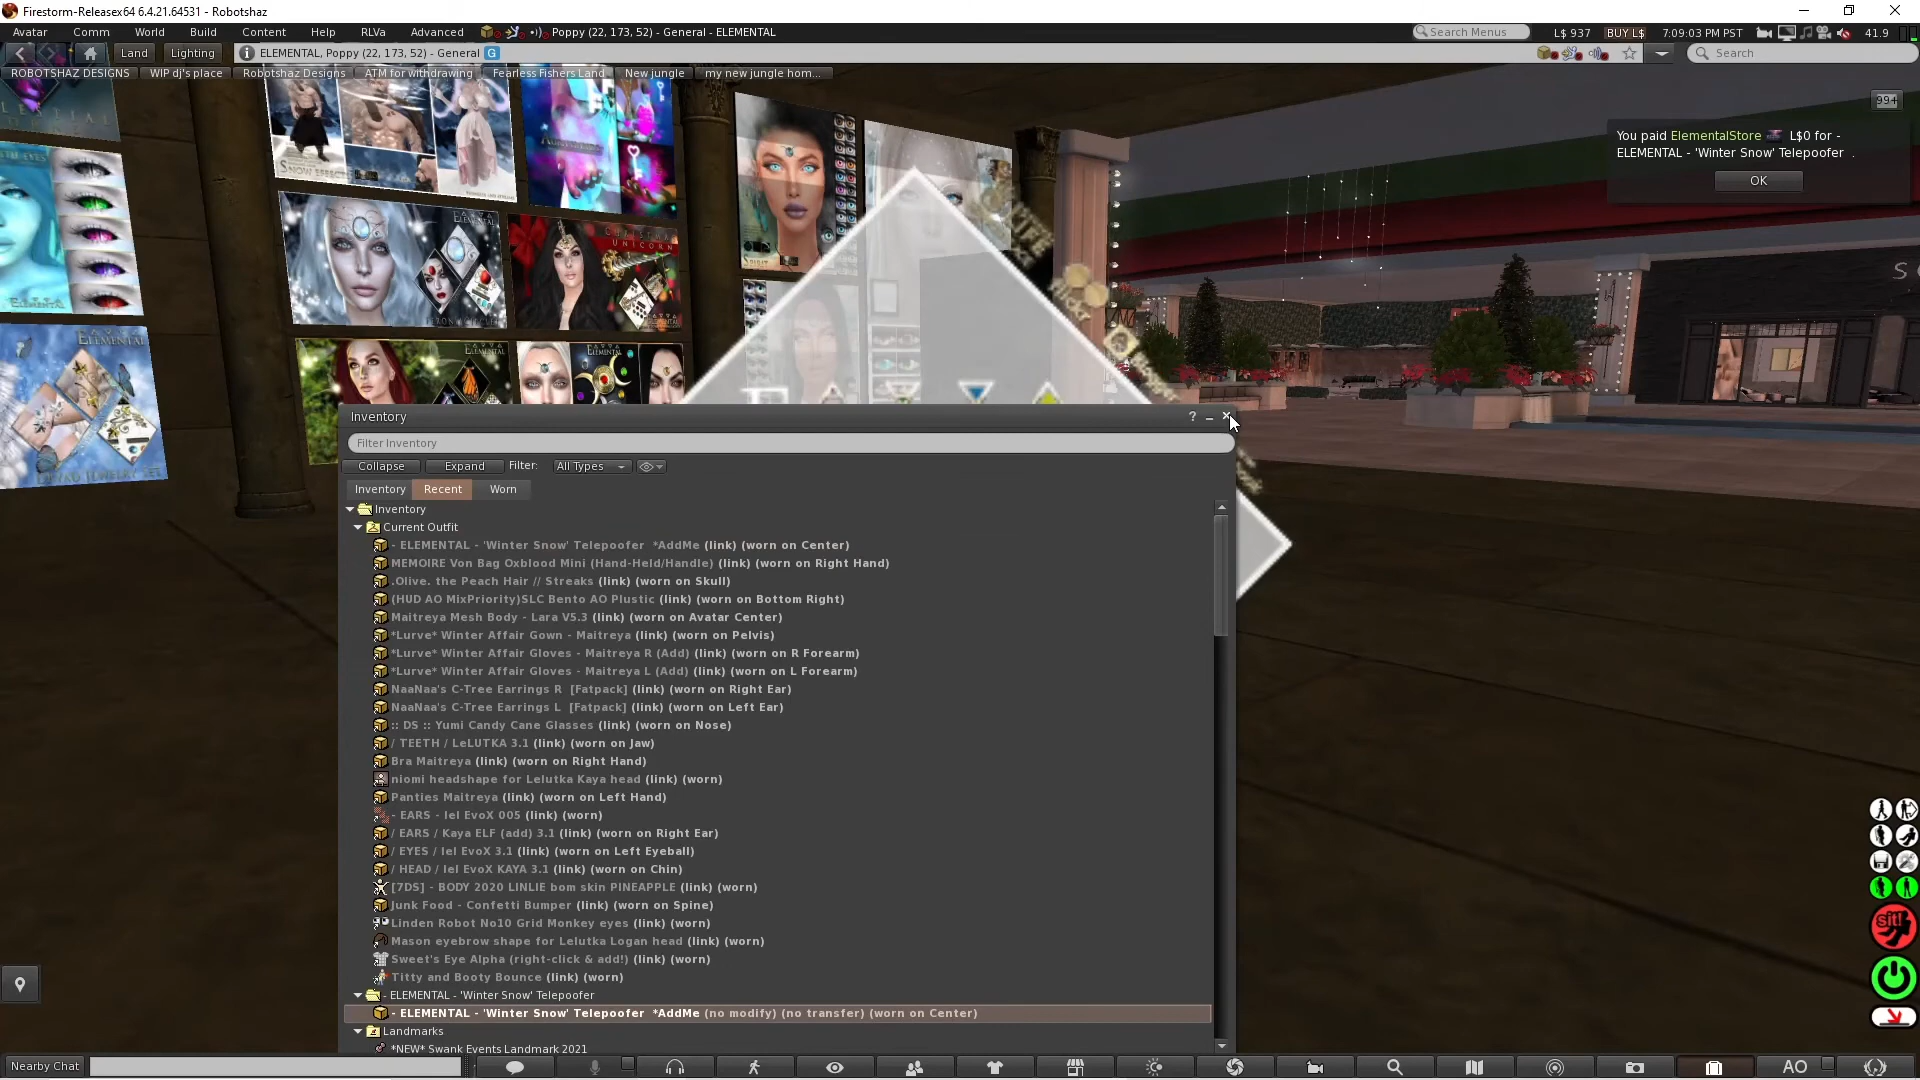 Firestorm-Releasex64 6.4.21.64531 - Robotshaz
Avatar Comm World Build Content Help RLVa Advanced Poppy (22, 173, 52) - General - ELEMENTAL Search Menus L$ 937 BUY L$ 7:09:03 PM PST 41.9
Land Lighting ELEMENTAL, Poppy (22, 173, 52) - General G Search
ROBOTSHAZ DESIGNS WIP dj's place Robotshaz Designs ATM for withdrawing Fearless Fishers Land New jungle my new jungle hom...
99+
You paid ElementalStore L$0 for -
ELEMENTAL - 'Winter Snow' Telepoofer .
OK
SNOW EFFECTS
ELEMENTAL
CHRISTMAS
UNICORN
SPIRIT
ELEMENTAL
ELEMENTAL
ELEMENTAL
JEWELRY SET
Inventory ?
Filter Inventory
Collapse Expand Filter: All Types
Inventory Recent Worn
Inventory
Current Outfit
- ELEMENTAL - 'Winter Snow' Telepoofer *AddMe (link) (worn on Center)
MEMOIRE Von Bag Oxblood Mini (Hand-Held/Handle) (link) (worn on Right Hand)
.Olive. the Peach Hair // Streaks (link) (worn on Skull)
(HUD AO MixPriority)SLC Bento AO Plustic (link) (worn on Bottom Right)
Maitreya Mesh Body - Lara V5.3 (link) (worn on Avatar Center)
*Lurve* Winter Affair Gown - Maitreya (link) (worn on Pelvis)
*Lurve* Winter Affair Gloves - Maitreya R (Add) (link) (worn on R Forearm)
*Lurve* Winter Affair Gloves - Maitreya L (Add) (link) (worn on L Forearm)
NaaNaa's C-Tree Earrings R [Fatpack] (link) (worn on Right Ear)
NaaNaa's C-Tree Earrings L [Fatpack] (link) (worn on Left Ear)
:: DS :: Yumi Candy Cane Glasses (link) (worn on Nose)
/ TEETH / LeLUTKA 3.1 (link) (worn on Jaw)
Bra Maitreya (link) (worn on Right Hand)
niomi headshape for Lelutka Kaya head (link) (worn)
Panties Maitreya (link) (worn on Left Hand)
- EARS - lel EvoX 005 (link) (worn)
/ EARS / Kaya ELF (add) 3.1 (link) (worn on Right Ear)
/ EYES / lel EvoX 3.1 (link) (worn on Left Eyeball)
/ HEAD / lel EvoX KAYA 3.1 (link) (worn on Chin)
[7DS] - BODY 2020 LINLIE bom skin PINEAPPLE (link) (worn)
Junk Food - Confetti Bumper (link) (worn on Spine)
Linden Robot No10 Grid Monkey eyes (link) (worn)
Mason eyebrow shape for Lelutka Logan head (link) (worn)
Sweet's Eye Alpha (right-click & add!) (link) (worn)
Titty and Booty Bounce (link) (worn)
- ELEMENTAL - 'Winter Snow' Telepoofer
- ELEMENTAL - 'Winter Snow' Telepoofer *AddMe (no modify) (no transfer) (worn on Center)
Landmarks
*NEW* Swank Events Landmark 2021
sit!
Nearby Chat AO